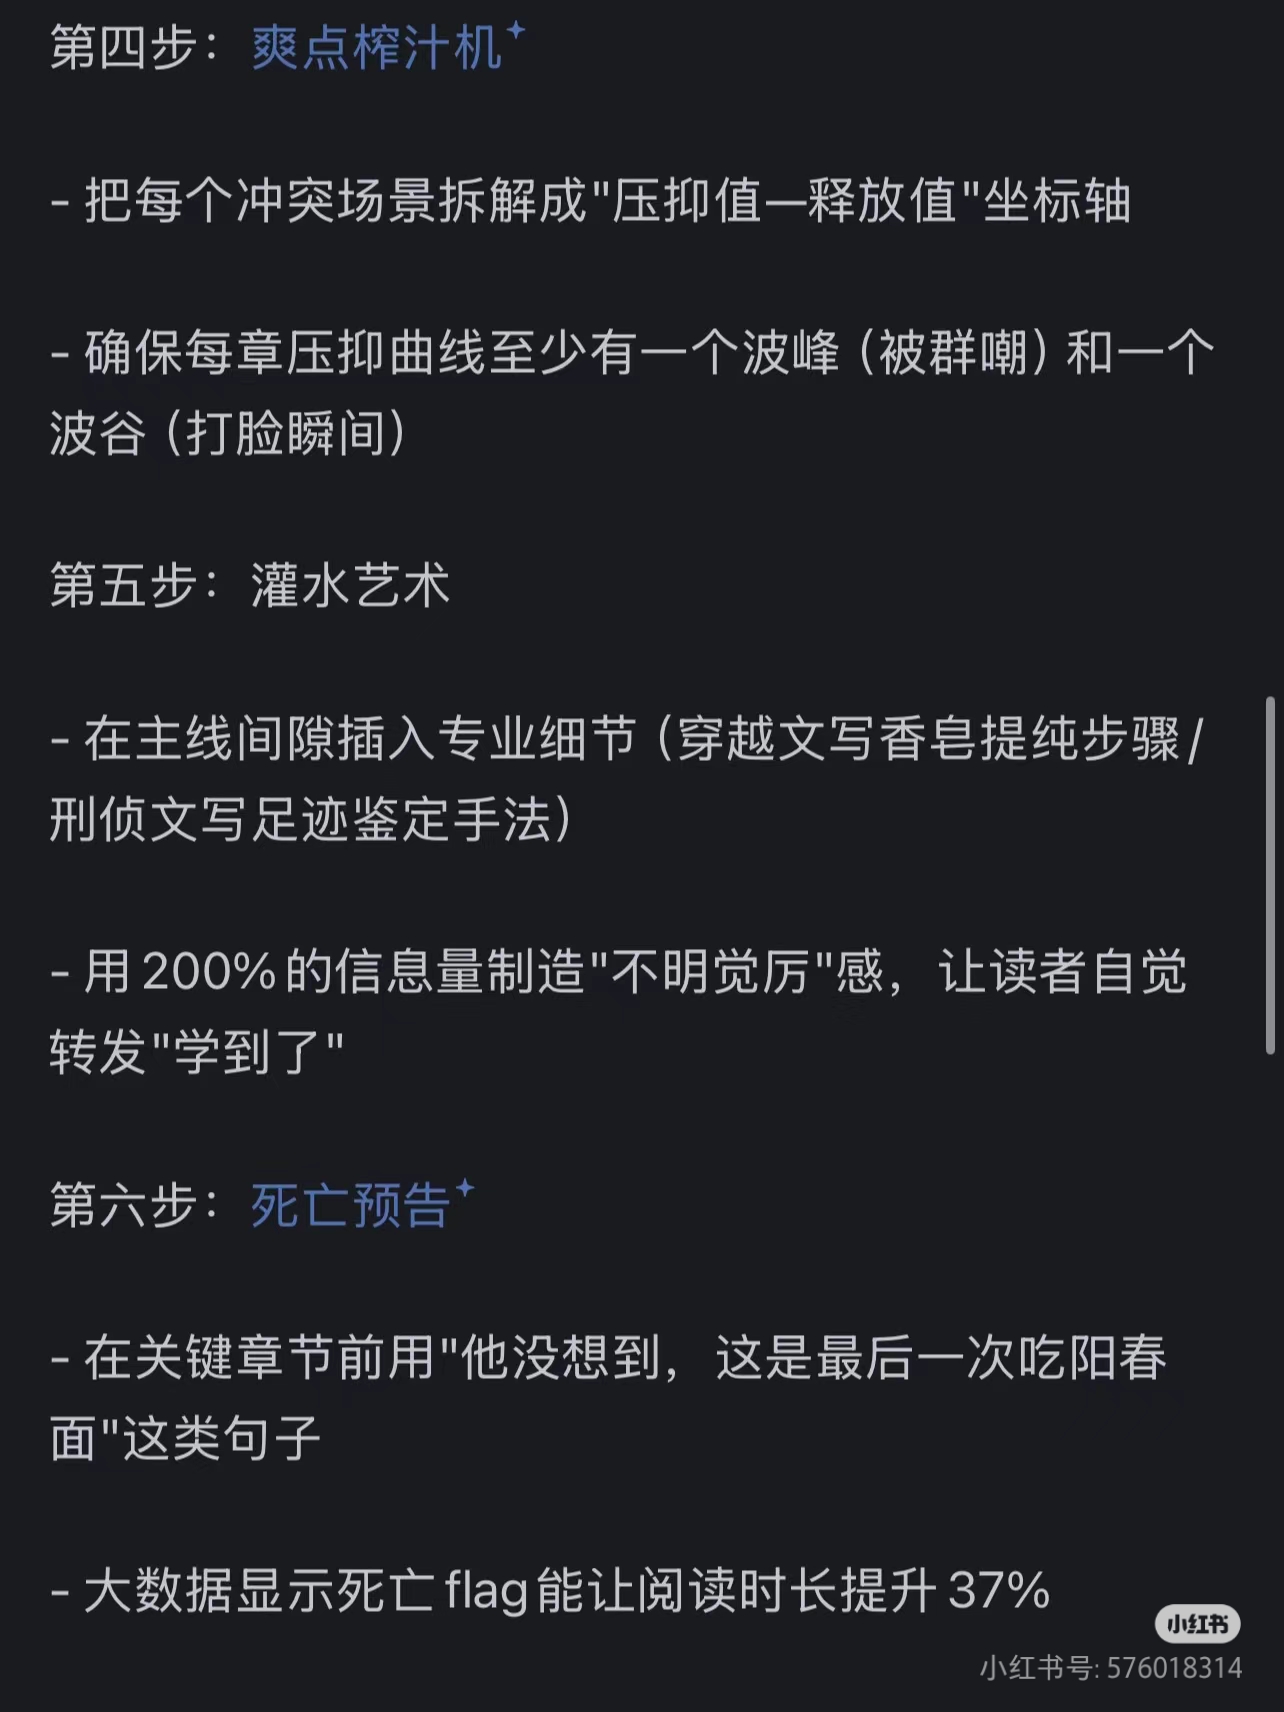 第四步：爽点榨汁机
- 把每个冲突场景拆解成"压抑值—释放值"坐标轴
- 确保每章压抑曲线至少有一个波峰（被群嘲）和一个
波谷（打脸瞬间）
第五步：灌水艺术
- 在主线间隙插入专业细节（穿越文写香皂提纯步骤/
刑侦文写足迹鉴定手法）
- 用200%的信息量制造"不明觉厉"感，让读者自觉
转发"学到了"
第六步：死亡预告
- 在关键章节前用"他没想到，这是最后一次吃阳春
面"这类句子
- 大数据显示死亡flag能让阅读时长提升37%
小红书
小红书号: 576018314